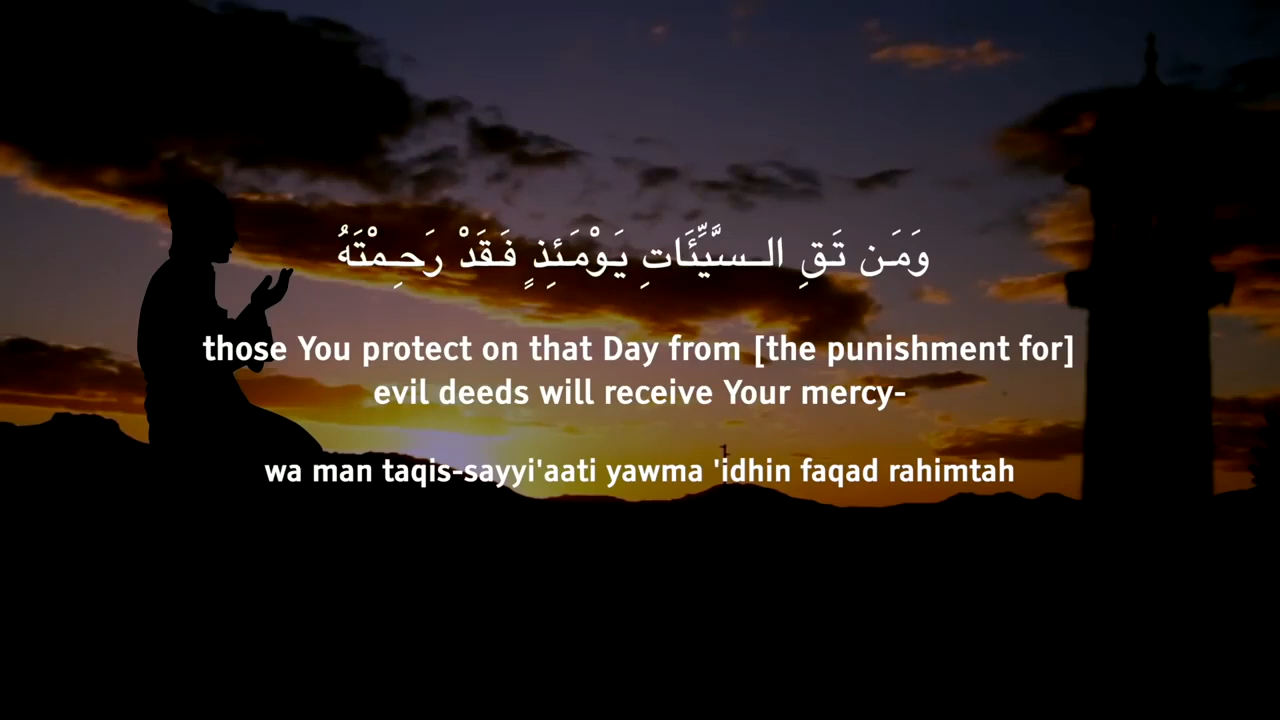 وَمَن تَقِ السَّيِّئَاتِ يَوْمَئِذٍ فَقَدْ رَحِمْتَهُ
those You protect on that Day from [the punishment for]
evil deeds will receive Your mercy-
wa man taqis-sayyi'aati yawma 'idhin faqad rahimtah